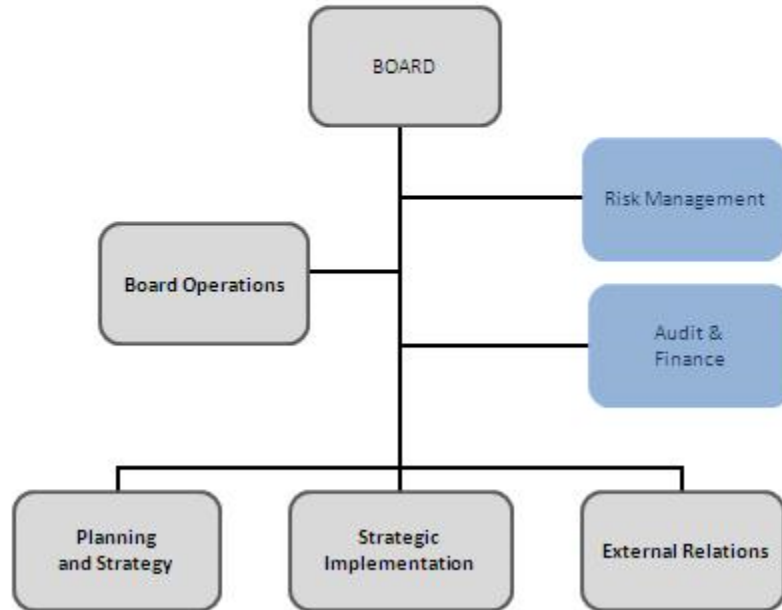 BOARD
Risk Management
Board Operations
Audit &
Finance
Planning
and Strategy
Strategic
Implementation
External Relations